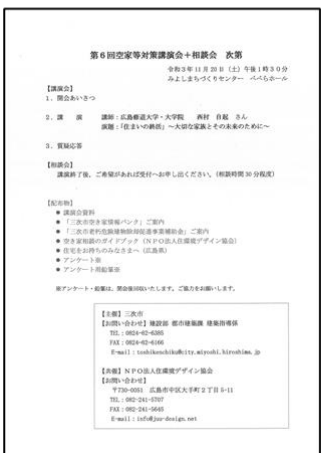 第6回空家等対策講演会+相談会 次第
令和3年11月20日(土)午後1時30分
みよしまちづくりセンター ペペらホール
【講演会】
1. 開会あいさつ
2. 講 演 講師:広島修道大学・大学院 西村 自起 さん
演題:「住まいの終活」~大切な家族とその未来のために~
3. 質疑応答
【相談会】
講演終了後、ご希望があれば受付へお申し出ください。(相談時間30分程度)
【配布物】
● 講演会資料
● 「三次市空き家情報バンク」ご案内
● 「三次市老朽危険建物除却促進事業補助金」ご案内
● 空き家相談のガイドブック(NPO法人住環境デザイン協会)
● 住宅をお持ちのみなさまへ(広島県)
● アンケート※
● アンケート用鉛筆※
※アンケート・鉛筆は、閉会後回収いたします。ご協力をお願いします。
【主催】三次市
【お問い合わせ】建設部 都市建築課 建築指導係
TEL:0824-62-6385
FAX:0824-62-6166
E-mail:toshikenchiku@city.miyoshi.hiroshima.jp
【共催】NPO法人住環境デザイン協会
【お問い合わせ】
〒730-0051 広島市中区大手町2丁目5-11
TEL:082-241-5707
FAX:082-241-5640
E-mail:info@jua-design.net